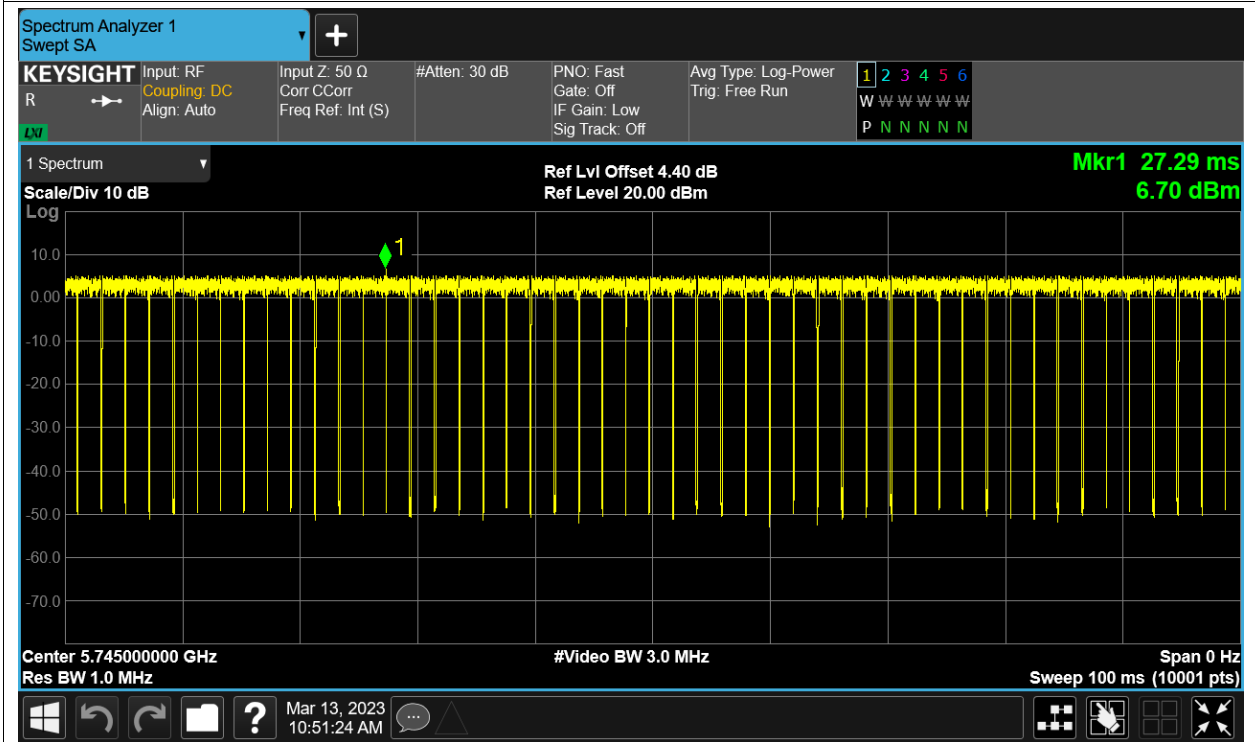 Spectrum Analyzer 1
Swept SA
+
KEYSIGHT
R
LXI
Input: RF
Coupling: DC
Align: Auto
Input Z: 50 Ω
Corr CCorr
Freq Ref: Int (S)
#Atten: 30 dB
PNO: Fast
Gate: Off
IF Gain: Low
Sig Track: Off
Avg Type: Log-Power
Trig: Free Run
1 2 3 4 5 6
W W W W W W
P N N N N N
1 Spectrum
Scale/Div 10 dB
Ref Lvl Offset 4.40 dB
Ref Level 20.00 dBm
Mkr1 27.29 ms
6.70 dBm
Log
1
10.0
0.00
-10.0
-20.0
-30.0
-40.0
-50.0
-60.0
-70.0
Center 5.745000000 GHz
Res BW 1.0 MHz
#Video BW 3.0 MHz
Span 0 Hz
Sweep 100 ms (10001 pts)
?
Mar 13, 2023
10:51:24 AM